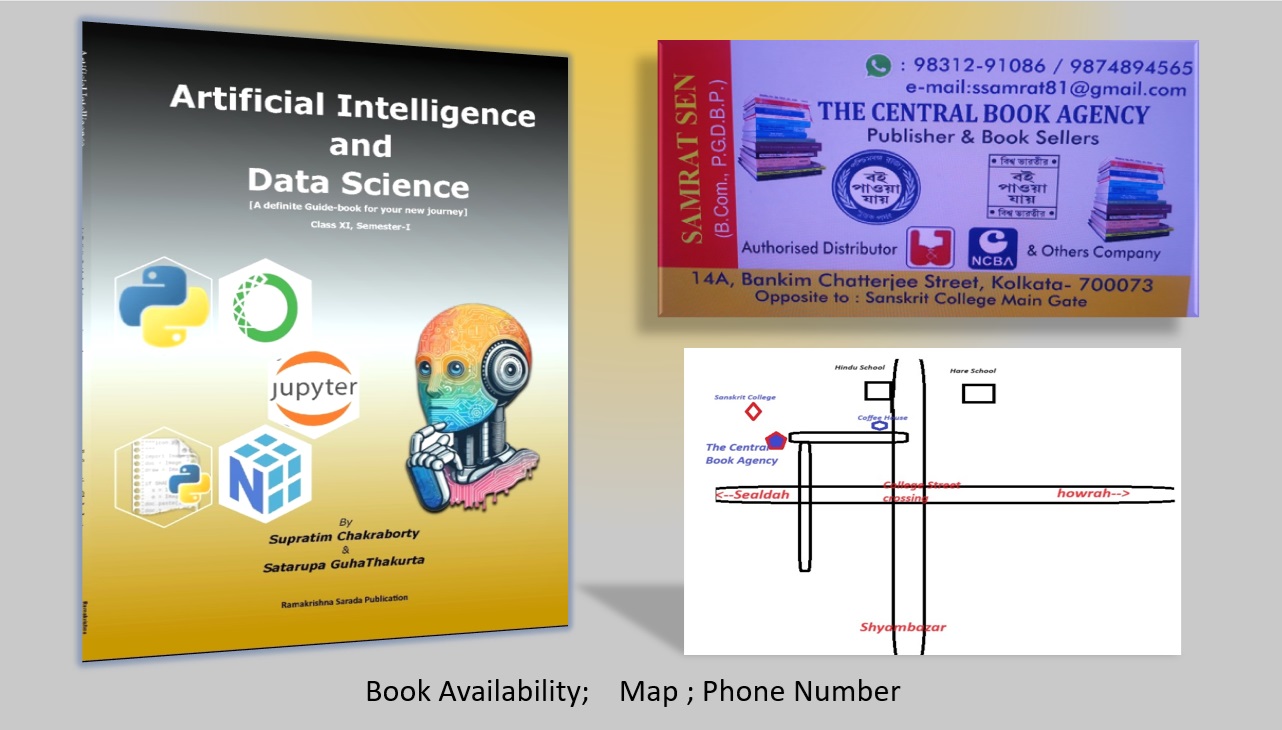 Artificial Intelligence
and
Data Science
[A definite Guide-book for your new journey]
Class XI, Semester-I
jupyter
N
By
Supratim Chakraborty
&
Satarupa GuhaThakurta
Ramakrishna Sarada Publication
SAMRAT SEN
(B.Com., P.G.D.B.P.)
: 98312-91086 / 9874894565
e-mail:ssamrat81@gmail.com
THE CENTRAL BOOK AGENCY
Publisher & Book Sellers
বই
পাওয়া
যায়
বিশ্ব ভারতীর
বই
পাওয়া
যায়
বিশ্ব ভারতীর
Authorised Distributor
NCBA
& Others Company
14A, Bankim Chatterjee Street, Kolkata- 700073
Opposite to : Sanskrit College Main Gate
Hindu School
Hare School
Sanskrit College
Coffee House
The Central
Book Agency
College Street
crossing
<--Sealdah
howrah-->
Shyambazar
Book Availability; Map ; Phone Number